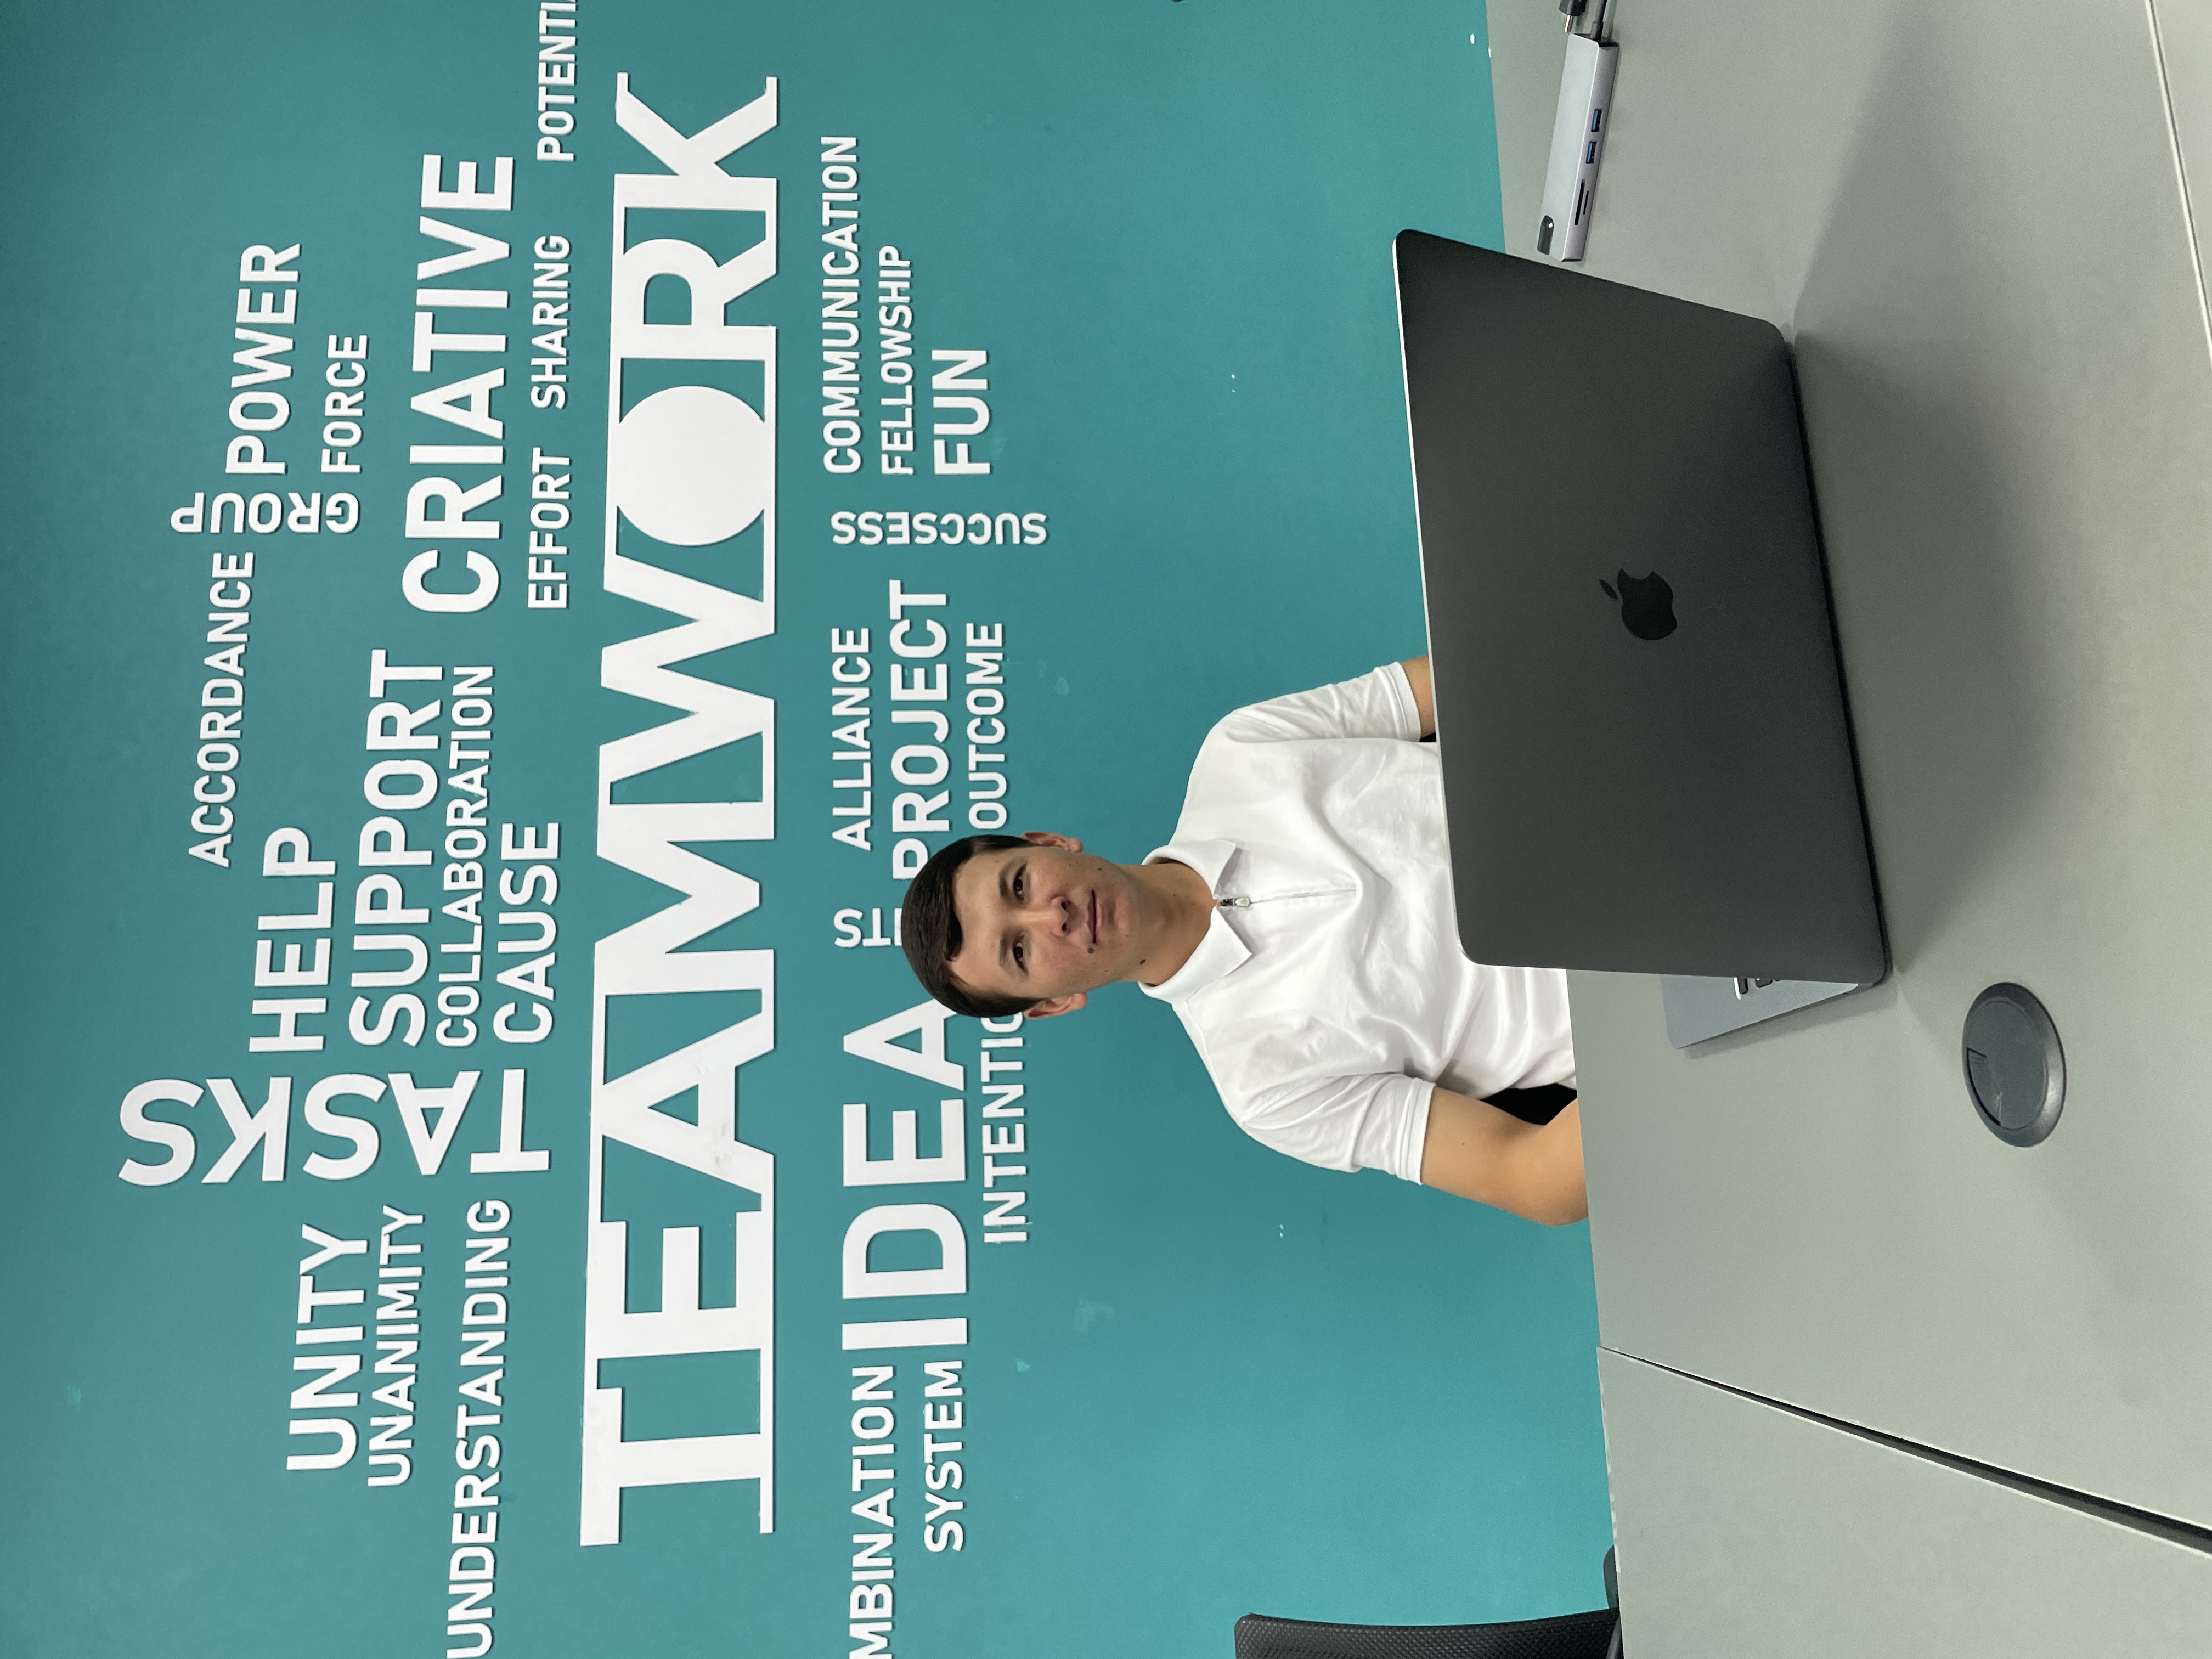 TASKS
ACCORDANCE
GROUP
POWER
HELP
UNITY
FORCE
SUPPORT
UNANIMITY
CRIATIVE
COLLABORATION
UNDERSTANDING
CAUSE
EFFORT SHARING
TEAMWORK
ALLIANCE
COMMUNICATION
IDEA
PROJECT
SUCCSESS
FELLOWSHIP
SYSTEM
FUN
OUTCOME